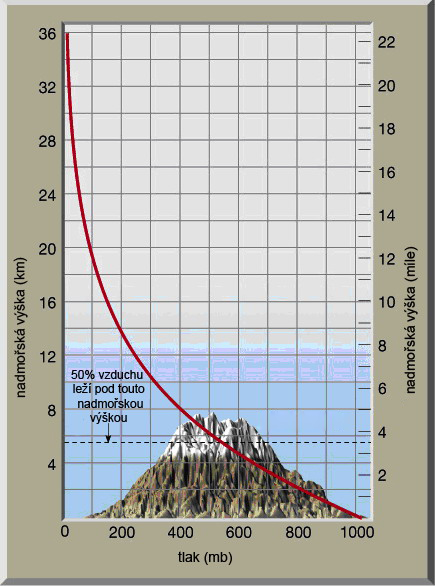 36
32
28
24
20
16
12
8
4
nadmořská výška (km)
22
20
18
16
14
12
10
8
6
4
2
nadmořská výška (míle)
50% vzduchu
leží pod touto
nadmořskou
výškou
0 200 400 600 800 1000
tlak (mb)